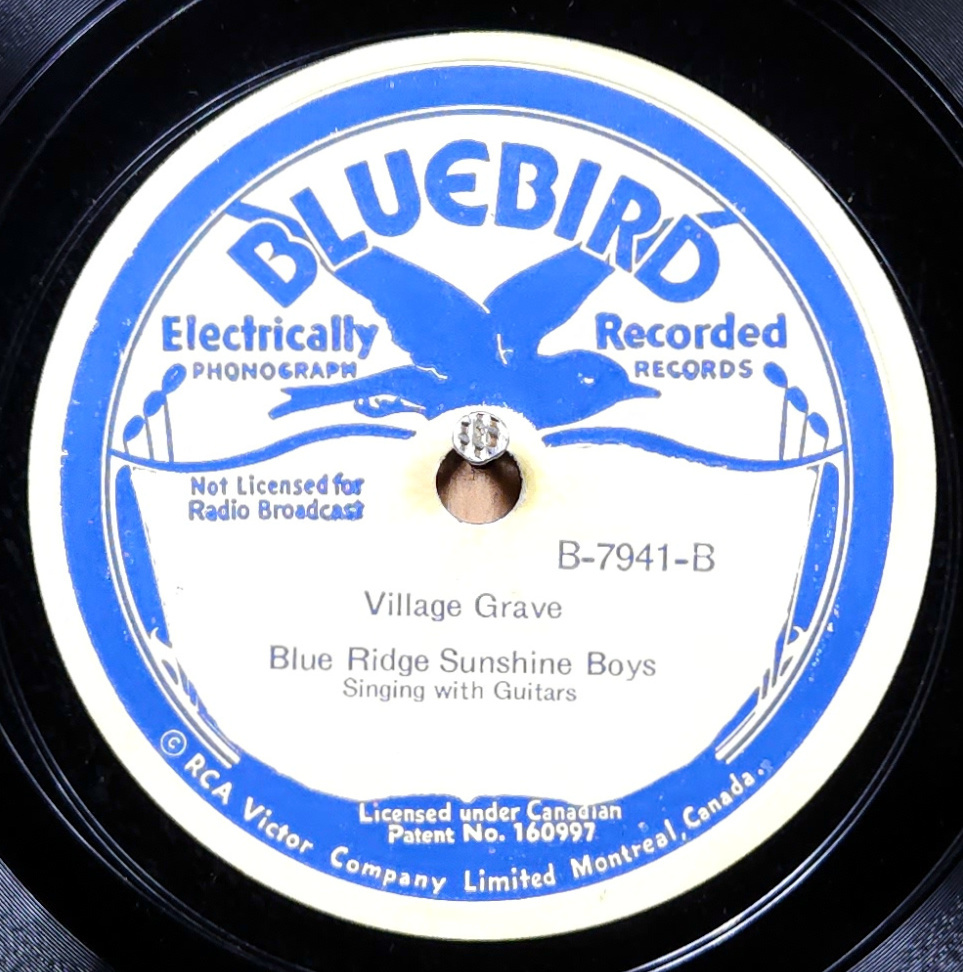 BLUEBIRD
Electrically Recorded
PHONOGRAPH RECORDS
Not Licensed for
Radio Broadcast
B-7941-B
Village Grave
Blue Ridge Sunshine Boys
Singing with Guitars
Licensed under Canadian
Patent No. 160997
© RCA Victor Company Limited Montreal, Canada.